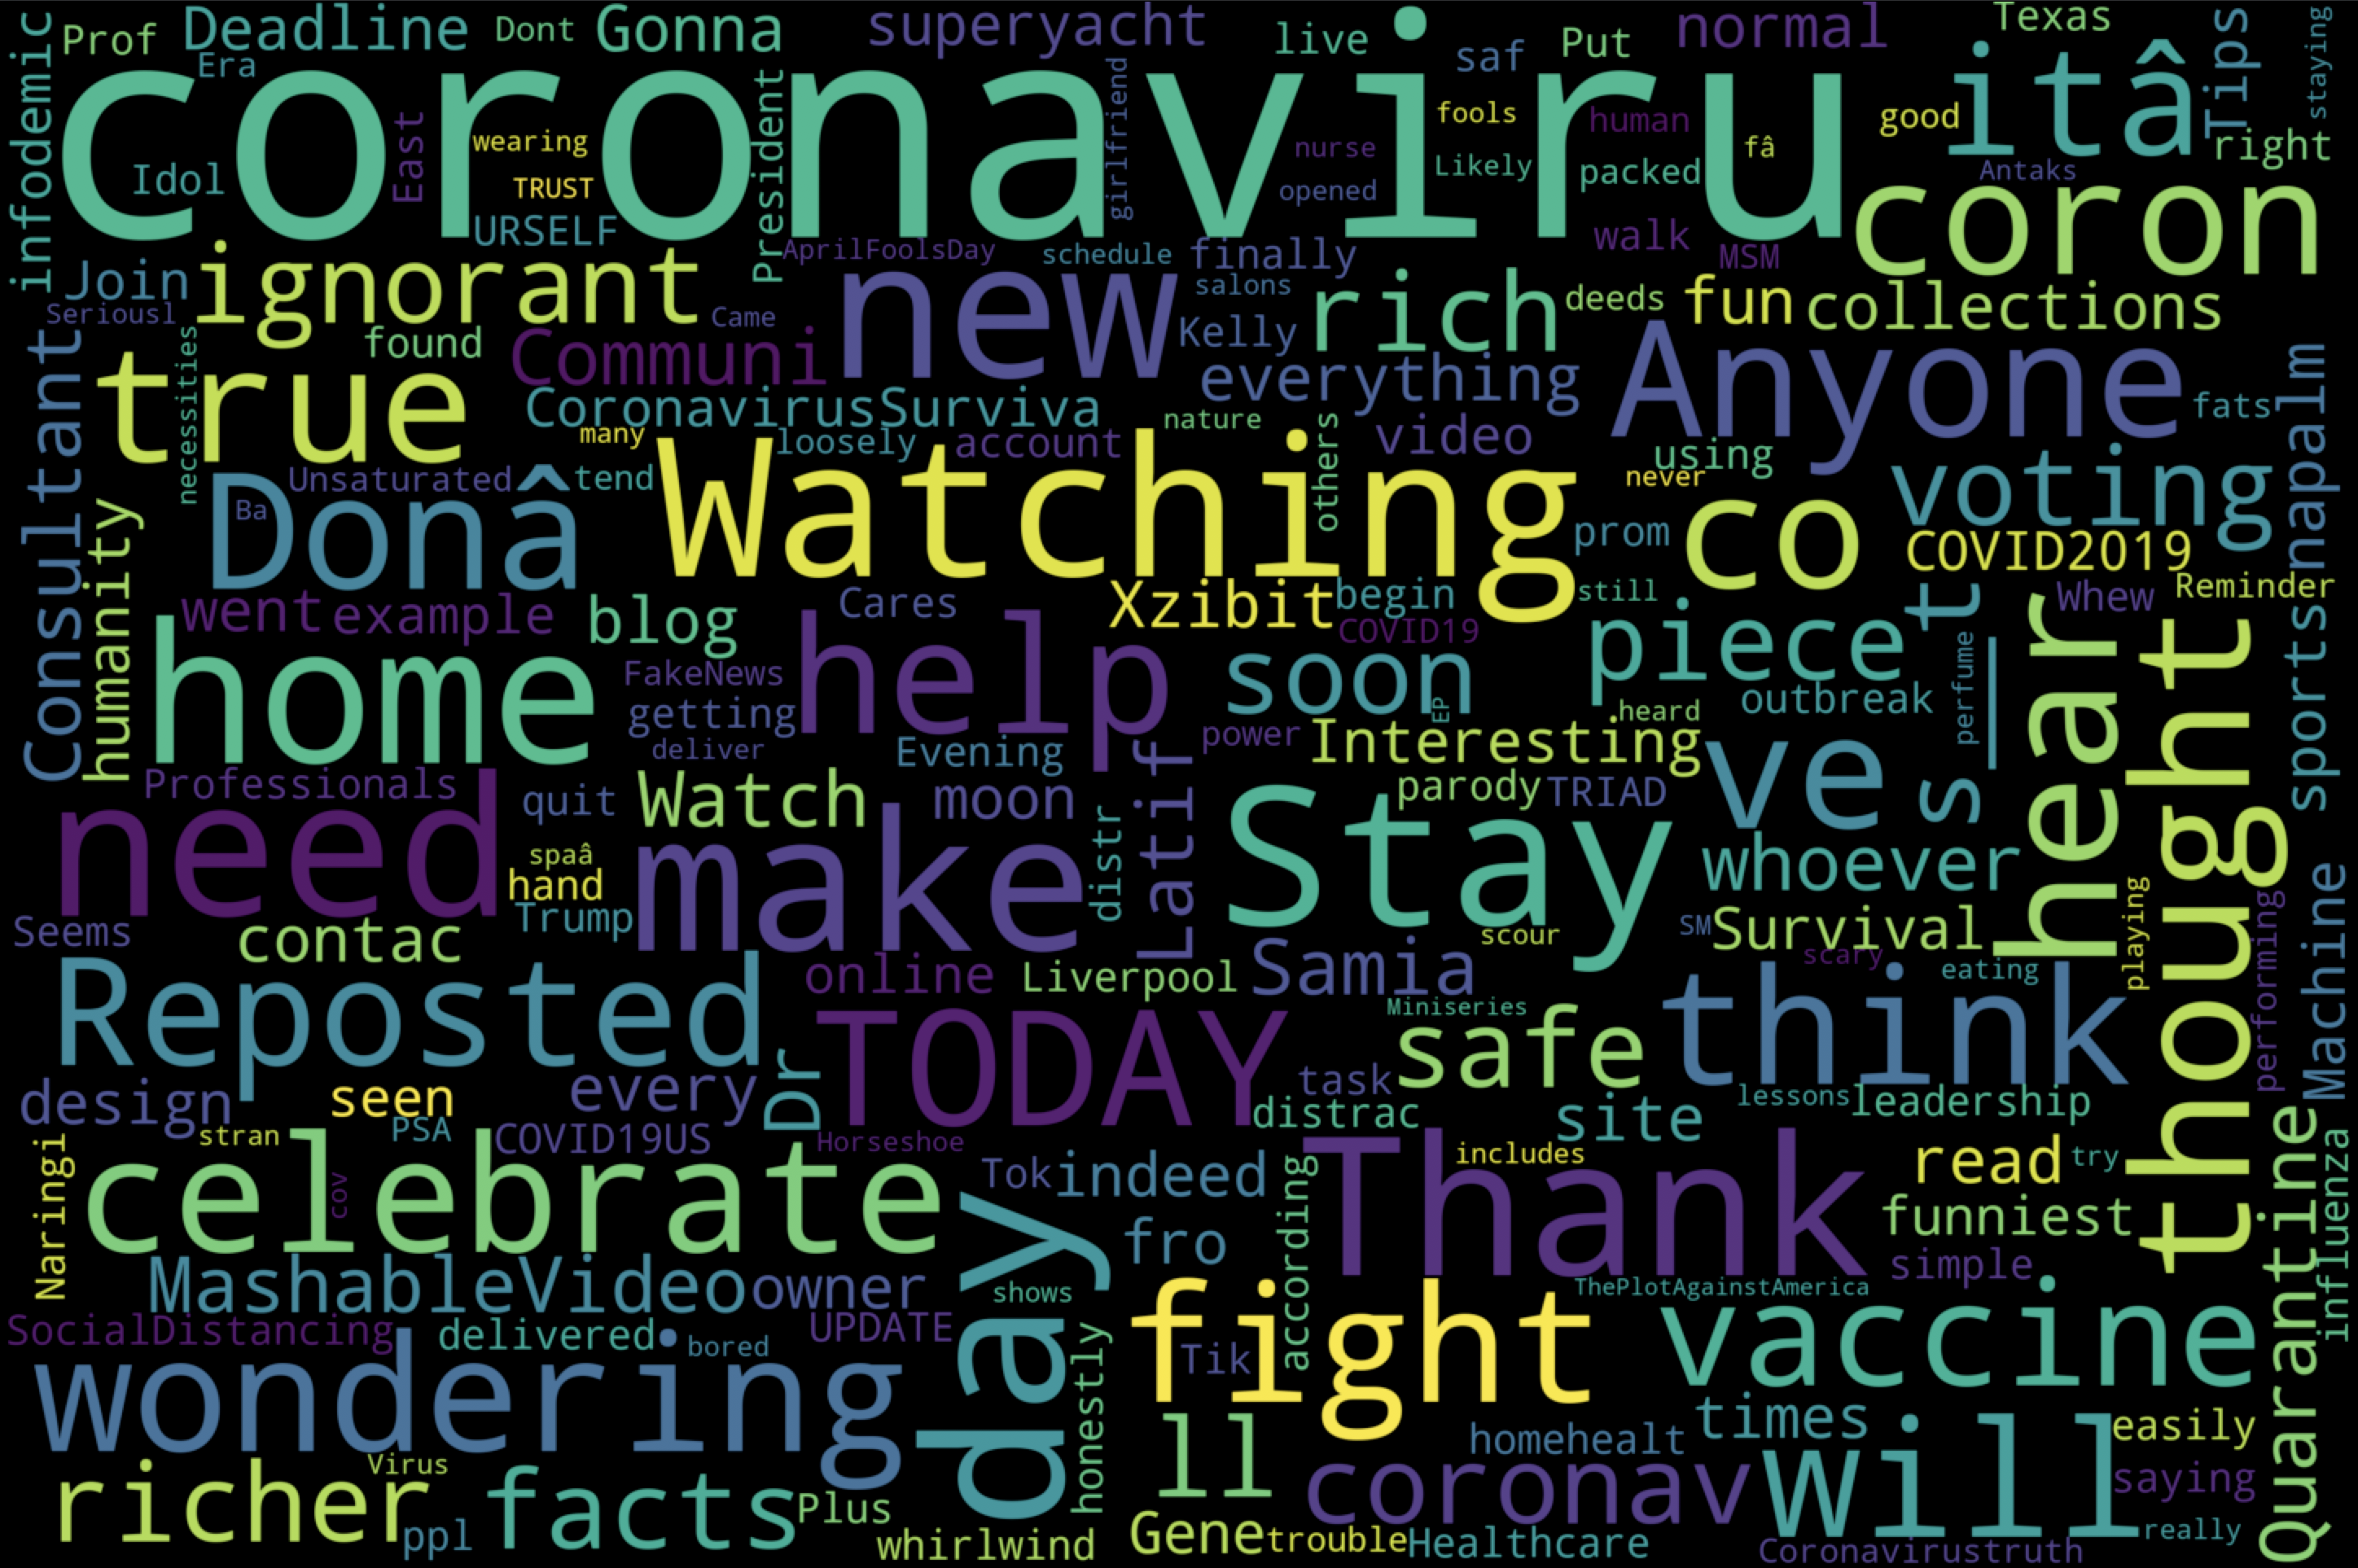 infodemic
Prof
Deadline
Dont
Gonna
superyacht
live
saf
Put
normal
Texas
Tips
staying
Era
coronaviru
itâ
East
wearing
President
girlfriend
fools
human
good
right
Idol
TRUST
nurse
Likely
packed
fâ
Antaks
opened
coron
URSELF
AprilFoolsDay
schedule
finally
walk
MSM
Join
ignorant
new
salons
rich
deeds
fun
collections
Seriousl
Came
Kelly
Consultant
necessities
found
Communi
everything
Anyone
napalm
true
CoronavirusSurviva
nature
others
fats
many
loosely
account
video
using
Unsaturated
tend
Watching
never
voting
Donâ
Ba
humanity
prom
co
COVID2019
went
example
blog
Cares
Xzibit
begin
still
t
Whew
Reminder
home
help
COVID19
piece
hear
thought
sports
FakeNews
soon
outbreak
perfume
getting
EP
heard
deliver
Evening
power
Interesting
ve
s_
Professionals
quit
Watch
moon
Latif
parody
TRIAD
need
spaâ
hand
make
distr
Stay
whoever
Machine
Seems
contac
Trump
scour
SM
Survival
playing
performing
Reposted
online
Liverpool
Samia
scary
eating
Miniseries
think
TODAY
safe
design
seen
every
Dr
task
lessons
leadership
distrac
site
Naringi
stran
PSA
COVID19US
Horseshoe
includes
read
try
Quarantine
influenza
celebrate
cov
Tok
indeed
according
Thank
day
fro
funniest
simple
MashableVideo
owner
shows
ThePlotAgainstAmerica
SocialDistancing
delivered
bored
UPDATE
honestly
fight
Tik
vaccine
wondering
ll
homehealt
times
will
easily
richer
Virus
facts
coronav
saying
ppl
Plus
whirlwind
Gene
trouble
Healthcare
Coronavirustruth
really